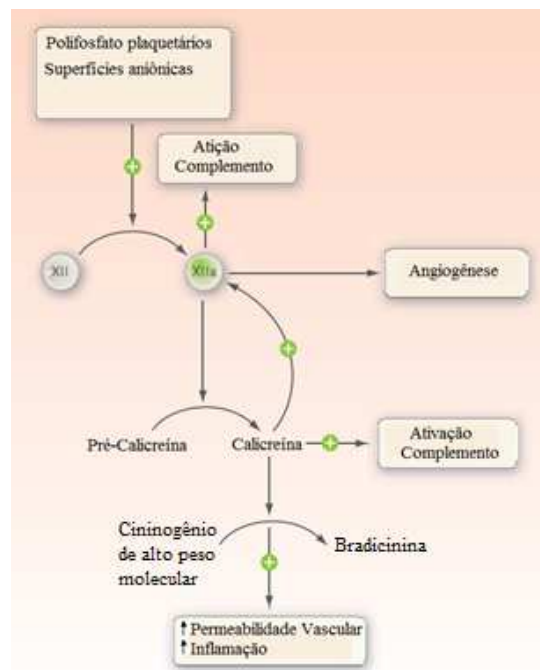 Polifosfato plaquetários
Superfícies aniônicas
Atição
Complemento
XII
XIIa
Angiogênese
Pré-Calicreína
Calicreína
Ativação
Complemento
Cininogênio
de alto peso
molecular
Bradicinina
↑ Permeabilidade Vascular
↑ Inflamação